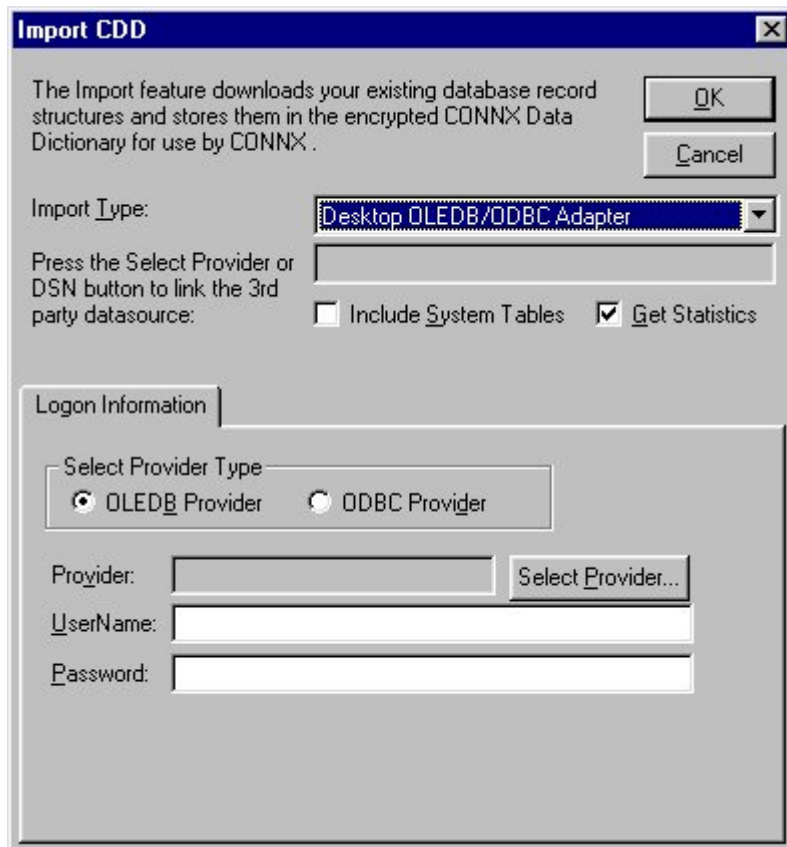 Import CDD
The Import feature downloads your existing database record
structures and stores them in the encrypted CONNX Data
Dictionary for use by CONNX .
OK
Cancel
Import Type:
Desktop OLEDB/ODBC Adapter
Press the Select Provider or
DSN button to link the 3rd
party datasource:
Include System Tables
Get Statistics
Logon Information
Select Provider Type
OLEDB Provider
ODBC Provider
Provider:
Select Provider...
UserName:
Password: